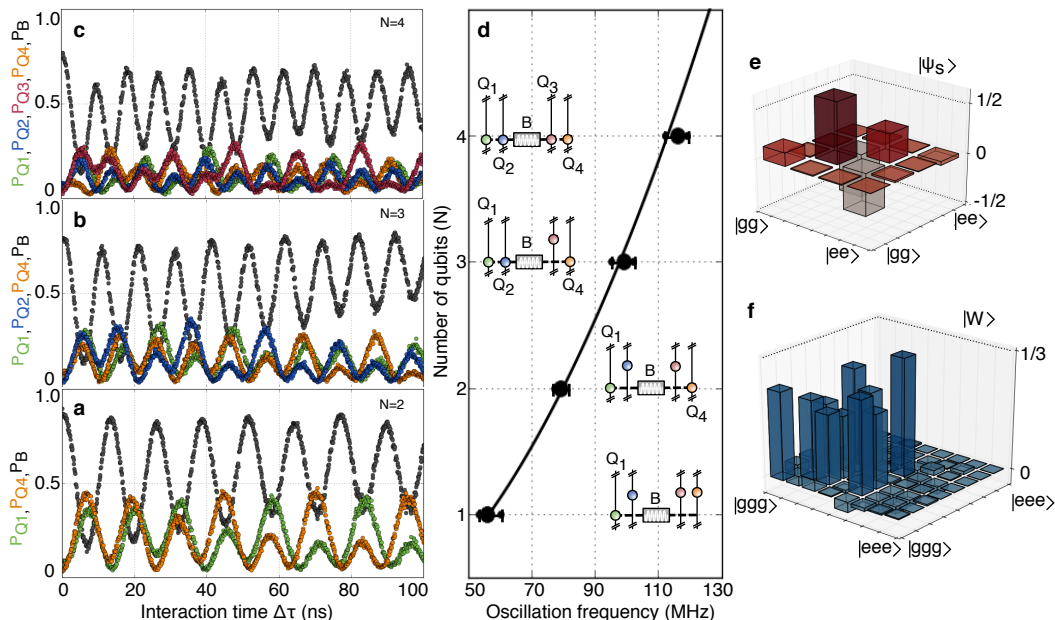 c
N=4
1.0
0.5
0
P_Q1, P_Q2, P_Q3, P_Q4, P_B
b
N=3
1.0
0.5
0
P_Q1, P_Q2, P_Q4, P_B
a
N=2
1.0
0.5
0
P_Q1, P_Q4, P_B
0 20 40 60 80 100
Interaction time Δτ (ns)
d
Number of qubits (N)
4
3
2
1
Q1 Q3
B
Q2 Q4
Q1
B
Q2 Q4
Q1
B
Q4
Q1
B
50 70 90 110 130
Oscillation frequency (MHz)
e
|ψs>
1/2
0
-1/2
|gg>
|ee>
|gg>
|ee>
f
|W>
1/3
0
|ggg>
|eee>
|ggg>
|eee>